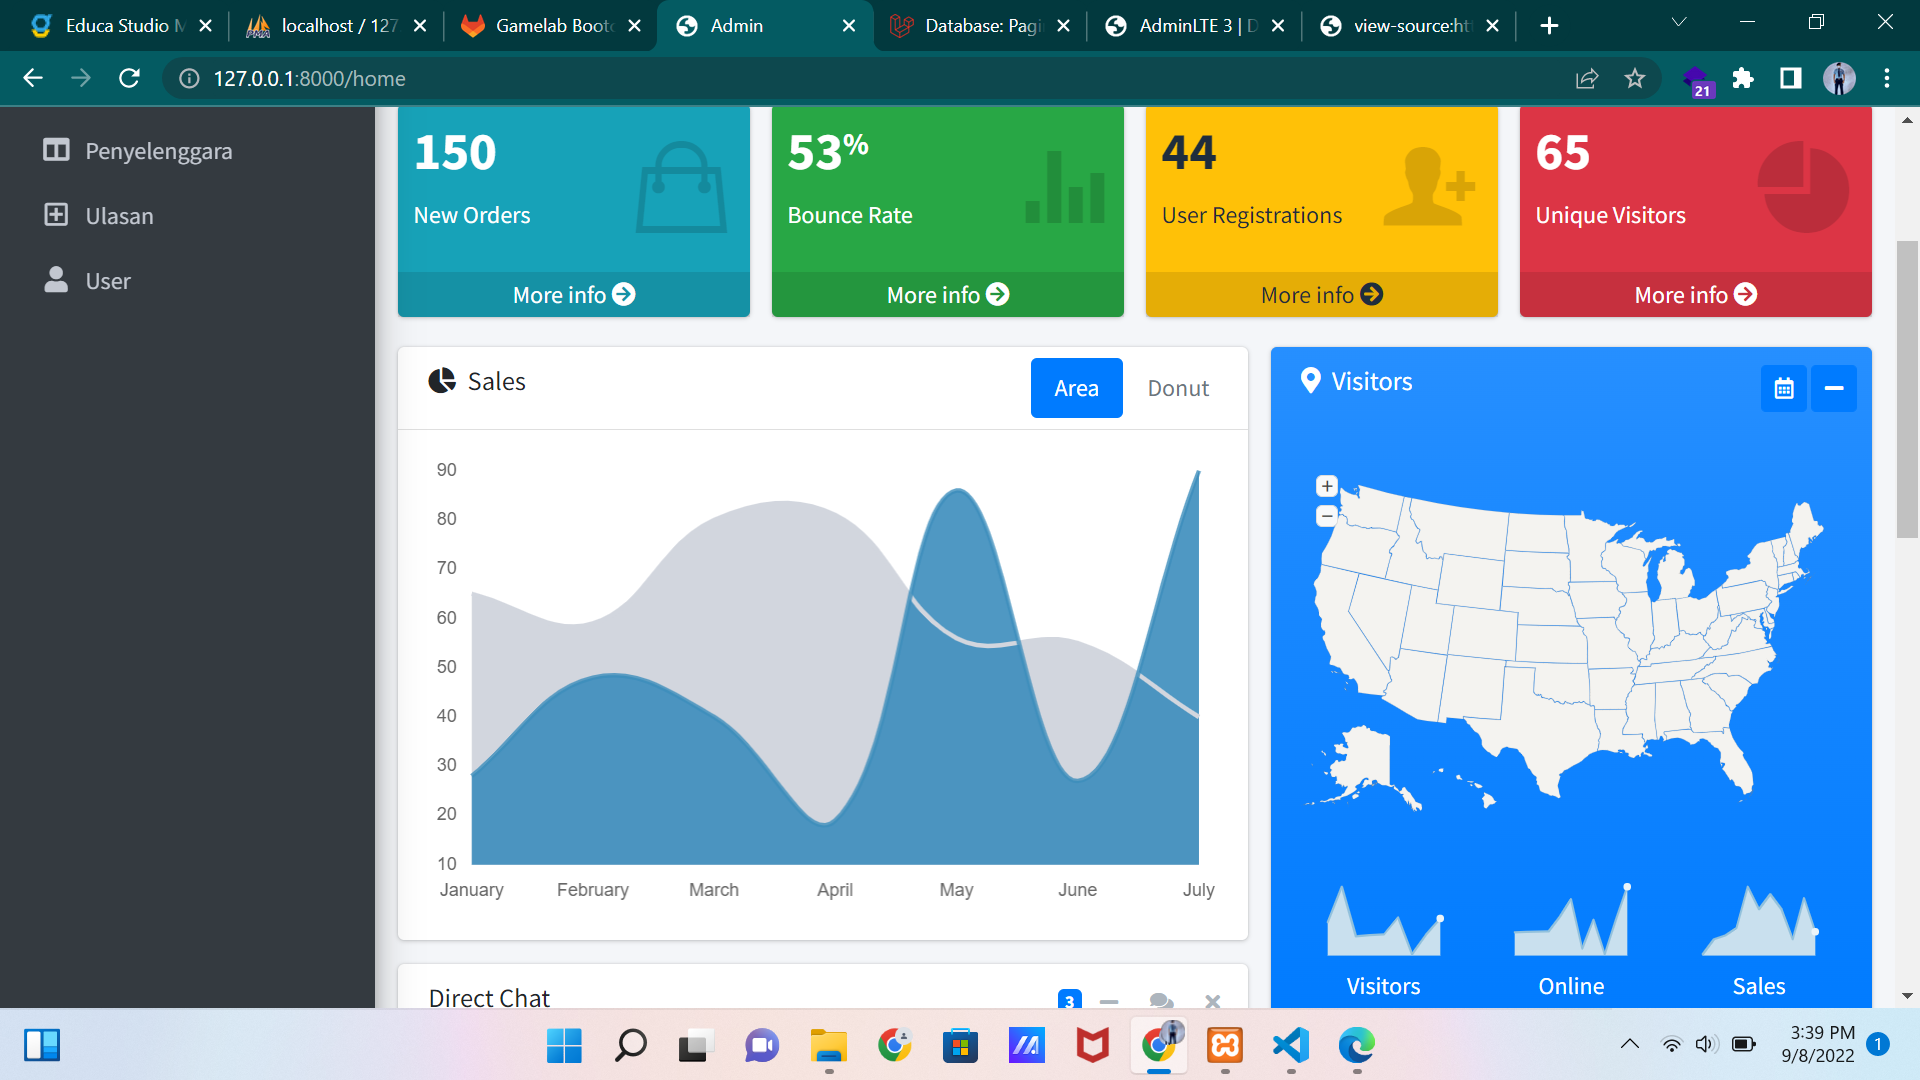 Educa Studio M
localhost / 127
Gamelab Bootc
Admin
Database: Pagi
AdminLTE 3 | D
view-source:ht
127.0.0.1:8000/home
21
Penyelenggara
Ulasan
User
150
New Orders
More info
53%
Bounce Rate
More info
44
User Registrations
More info
65
Unique Visitors
More info
Sales
Area
Donut
90
80
70
60
50
40
30
20
10
January February March April May June July
Visitors
+
−
Visitors
Online
Sales
Direct Chat
3
3:39 PM
9/8/2022
1